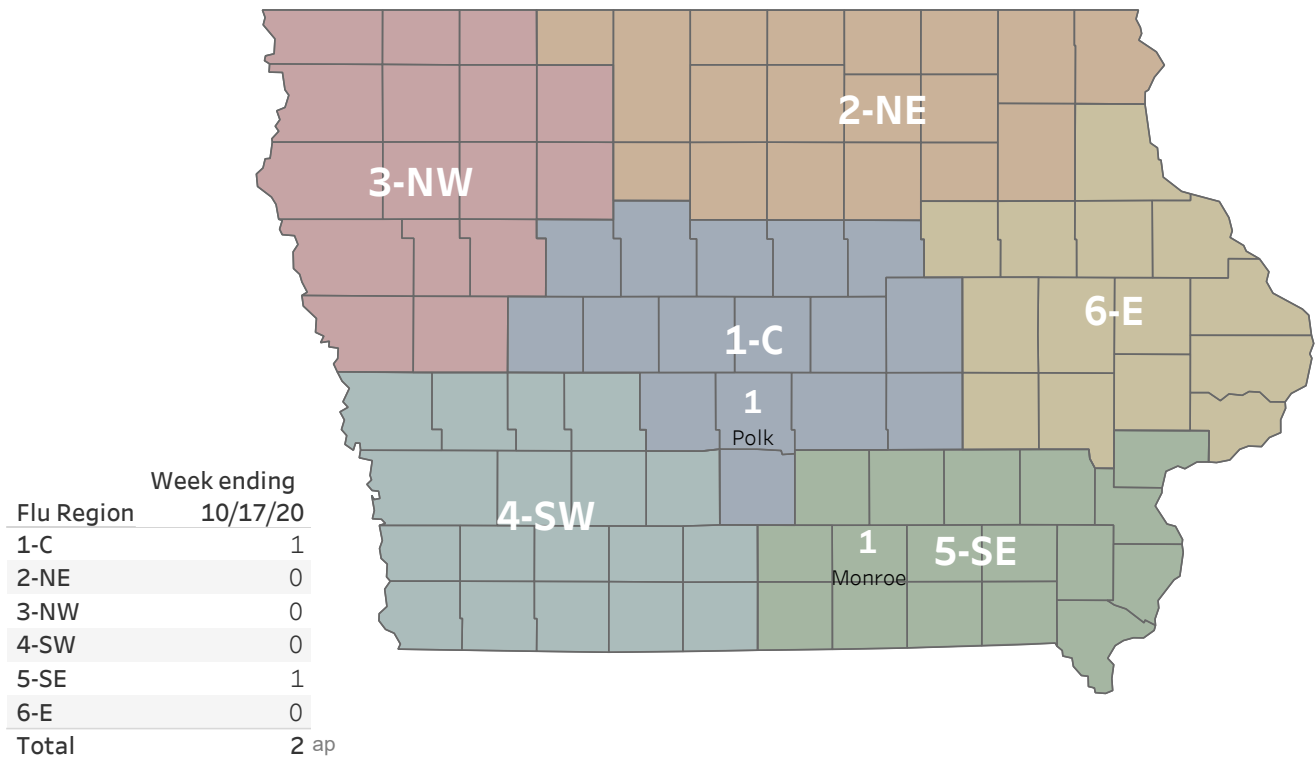 2-NE
3-NW
6-E
1-C
1
Polk
4-SW
1
Monroe
5-SE
Week ending
Flu Region 10/17/20
1-C 1
2-NE 0
3-NW 0
4-SW 0
5-SE 1
6-E 0
Total 2 ap